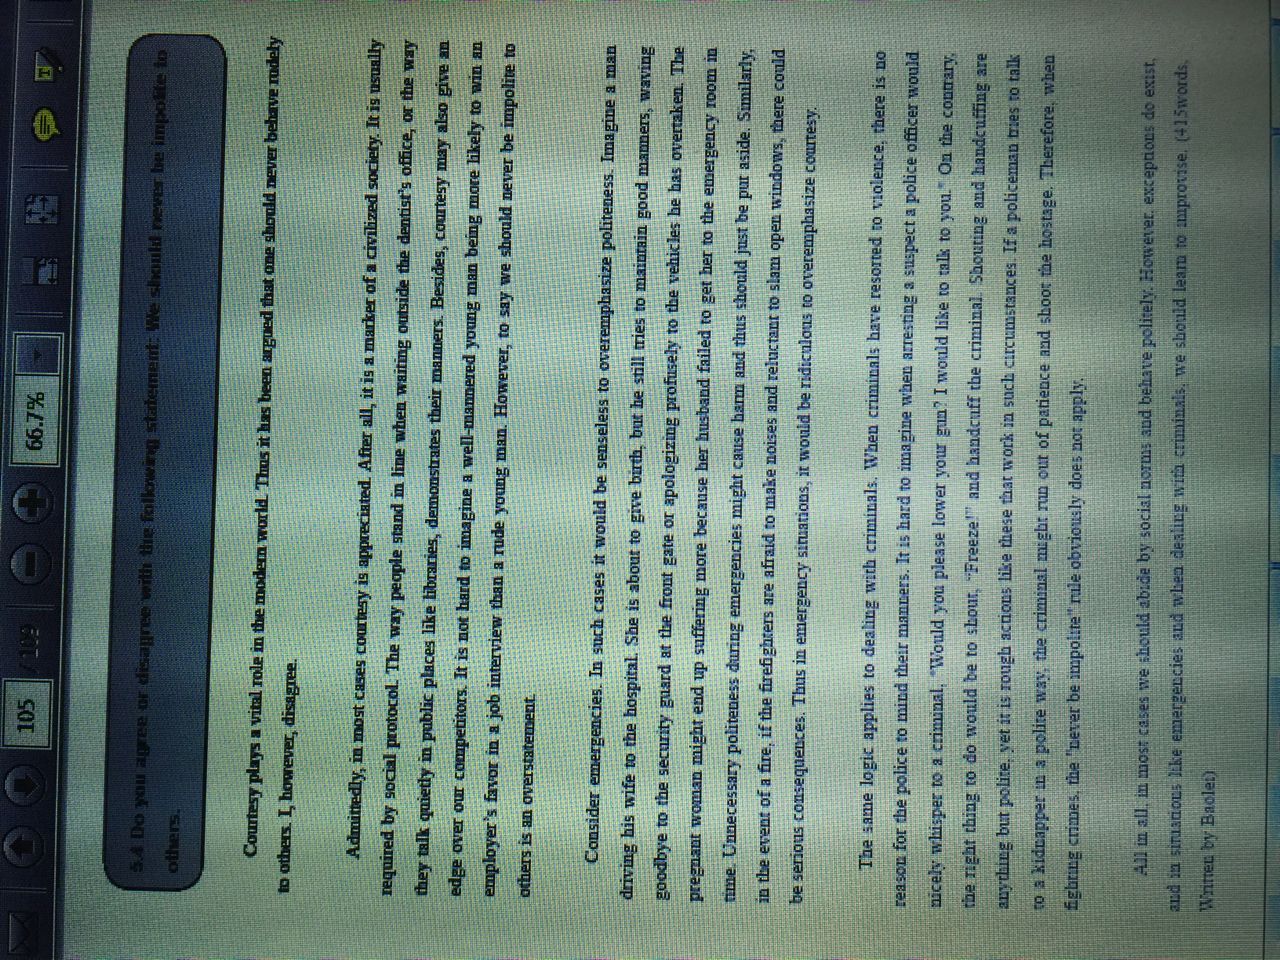 105 / 109 66.7%
5.4 Do you agree or disagree with the following statement: We should never be impolite to
others.
Courtesy plays a vital role in the modern world. Thus it has been argued that one should never behave rudely
to others. I, however, disagree.
Admittedly, in most cases courtesy is appreciated. After all, it is a marker of a civilized society. It is usually
required by social protocol. The way people stand in line when waiting outside the dentist's office, or the way
they talk quietly in public places like libraries, demonstrates their manners. Besides, courtesy may also give an
edge over our competitors. It is not hard to imagine a well-mannered young man being more likely to win an
employer's favor in a job interview than a rude young man. However, to say we should never be impolite to
others is an overstatement.
Consider emergencies. In such cases it would be senseless to overemphasize politeness. Imagine a man
driving his wife to the hospital. She is about to give birth, but he still tries to maintain good manners, waving
goodbye to the security guard at the front gate or apologizing profusely to the vehicles he has overtaken. The
pregnant woman might end up suffering more because her husband failed to get her to the emergency room in
time. Unnecessary politeness during emergencies might cause harm and thus should just be put aside. Similarly,
in the event of a fire, if the firefighters are afraid to make noises and reluctant to slam open windows, there could
be serious consequences. Thus in emergency situations, it would be ridiculous to overemphasize courtesy.
The same logic applies to dealing with criminals. When criminals have resorted to violence, there is no
reason for the police to mind their manners. It is hard to imagine when arresting a suspect a police officer would
nicely whisper to a criminal, "Would you please lower your gun? I would like to talk to you." On the contrary,
the right thing to do would be to shout, "Freeze!" and handcuff the criminal. Shouting and handcuffing are
anything but polite, yet it is rough actions like these that work in such circumstances. If a policeman tries to talk
to a kidnapper in a polite way, the criminal might run out of patience and shoot the hostage. Therefore, when
fighting crimes, the "never be impolite" rule obviously does not apply.
All in all, in most cases we should abide by social norms and behave politely. However, exceptions do exist,
and in situations like emergencies and when dealing with criminals, we should learn to improvise. (415words,
Written by Baolei)